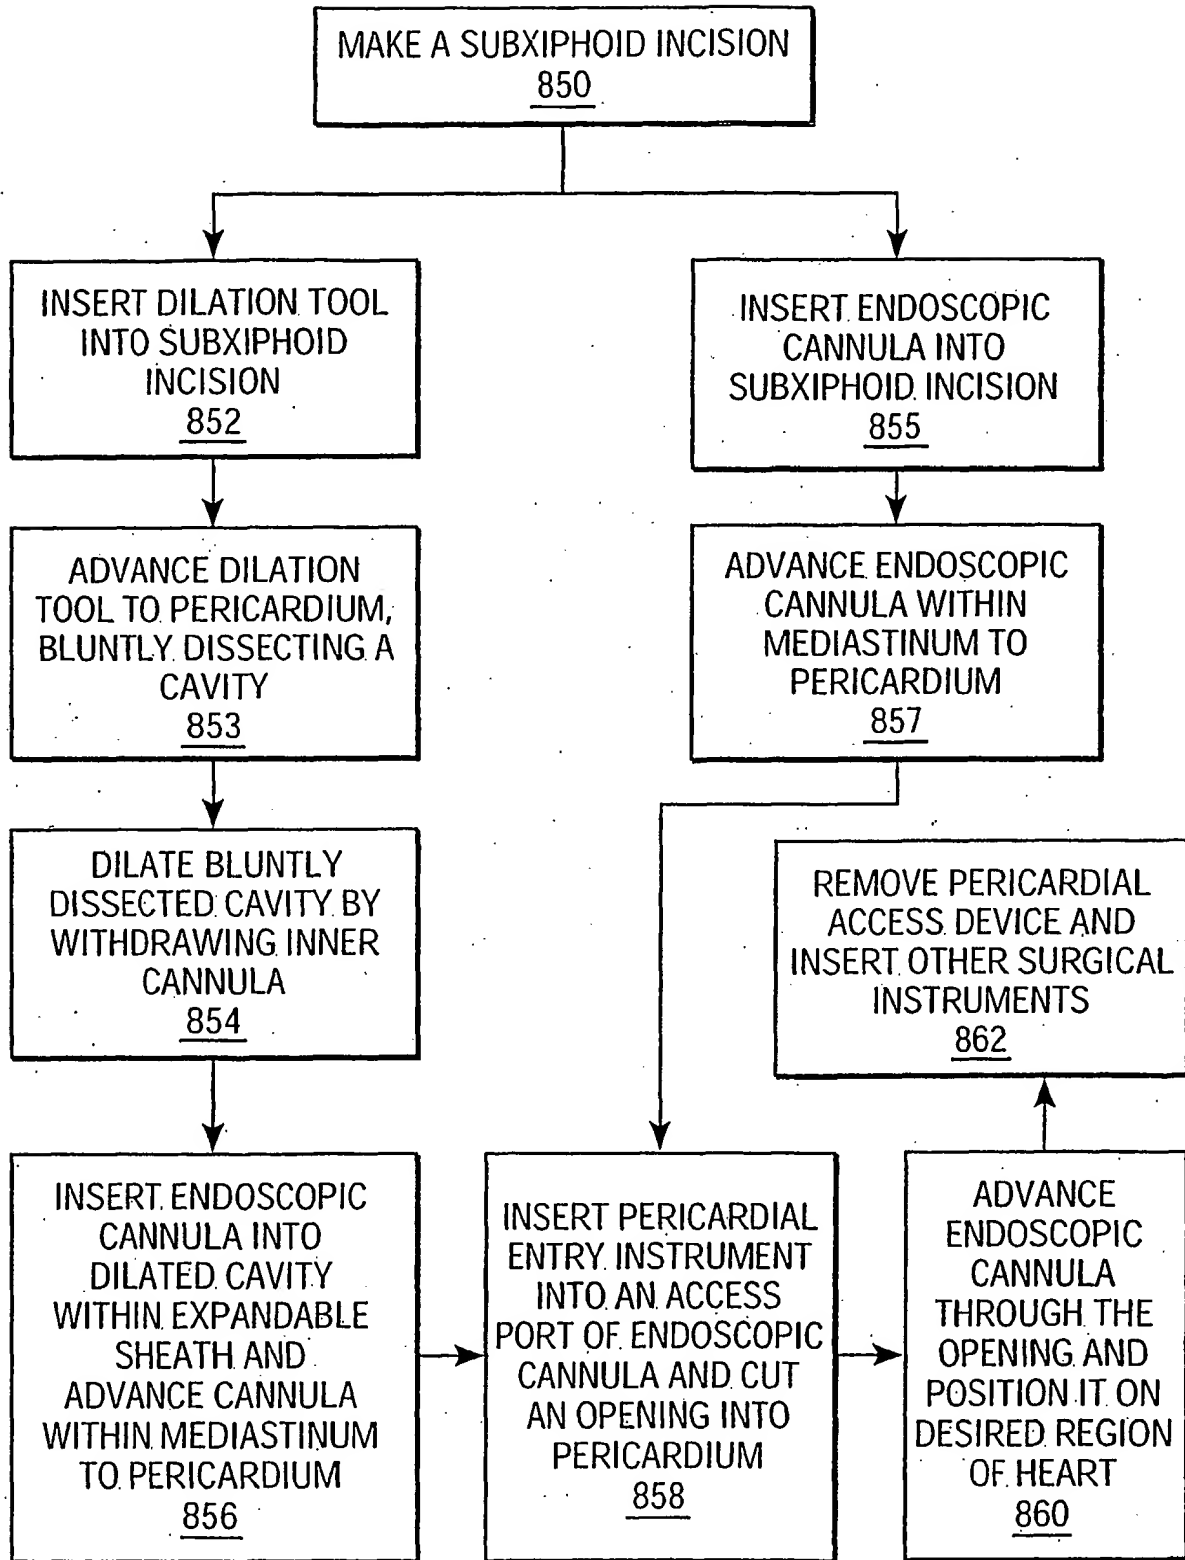 MAKE A SUBXIPHOID INCISION
850
INSERT DILATION TOOL
INTO SUBXIPHOID
INCISION
852
ADVANCE DILATION
TOOL TO PERICARDIUM,
BLUNTLY DISSECTING A
CAVITY
853
DILATE BLUNTLY
DISSECTED CAVITY BY
WITHDRAWING INNER
CANNULA
854
INSERT ENDOSCOPIC
CANNULA INTO
DILATED CAVITY
WITHIN EXPANDABLE
SHEATH AND
ADVANCE CANNULA
WITHIN MEDIASTINUM
TO PERICARDIUM
856
INSERT ENDOSCOPIC
CANNULA INTO
SUBXIPHOID INCISION
855
ADVANCE ENDOSCOPIC
CANNULA WITHIN
MEDIASTINUM TO
PERICARDIUM
857
INSERT PERICARDIAL
ENTRY INSTRUMENT
INTO AN ACCESS
PORT OF ENDOSCOPIC
CANNULA AND CUT
AN OPENING INTO
PERICARDIUM
858
ADVANCE
ENDOSCOPIC
CANNULA
THROUGH THE
OPENING AND
POSITION IT ON
DESIRED REGION
OF HEART
860
REMOVE PERICARDIAL
ACCESS DEVICE AND
INSERT OTHER SURGICAL
INSTRUMENTS
862